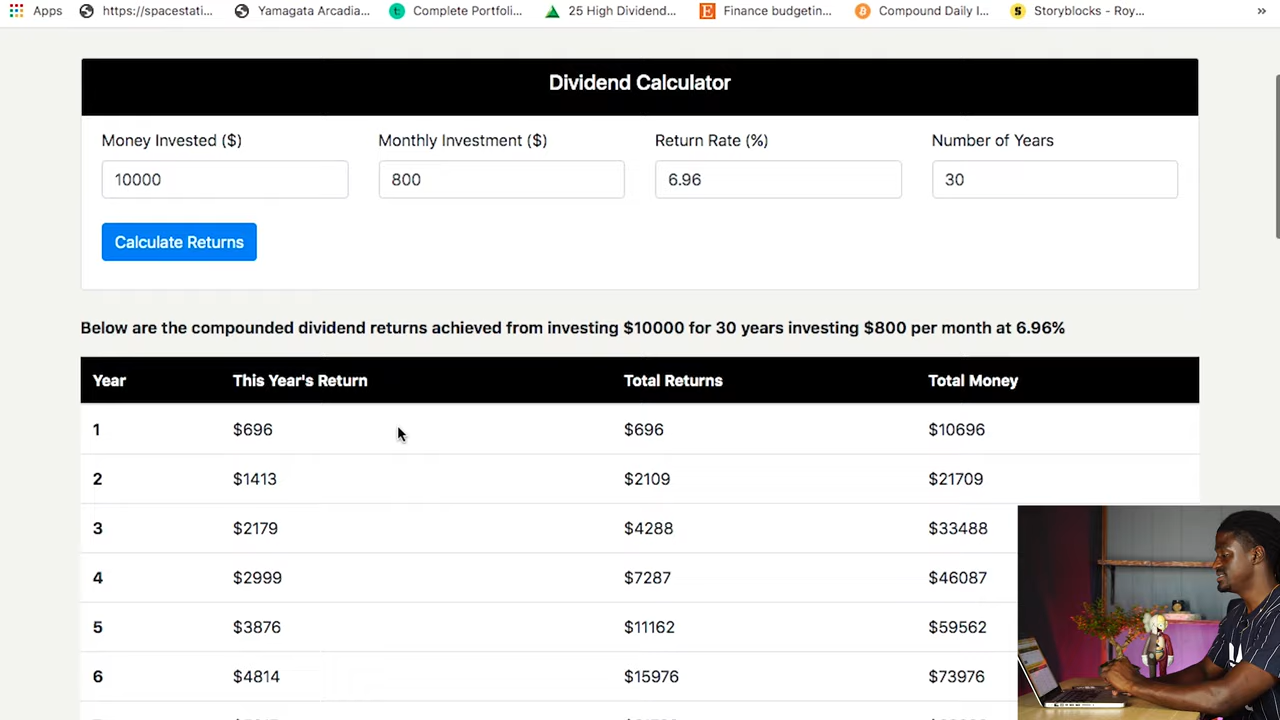 Apps https://spacestati... Yamagata Arcadia... Complete Portfoli... 25 High Dividend... Finance budgetin... Compound Daily I... Storyblocks - Roy... »
Dividend Calculator
Money Invested ($) Monthly Investment ($) Return Rate (%) Number of Years
10000 800 6.96 30
Calculate Returns
Below are the compounded dividend returns achieved from investing $10000 for 30 years investing $800 per month at 6.96%
Year This Year's Return Total Returns Total Money
1 $696 $696 $10696
2 $1413 $2109 $21709
3 $2179 $4288 $33488
4 $2999 $7287 $46087
5 $3876 $11162 $59562
6 $4814 $15976 $73976